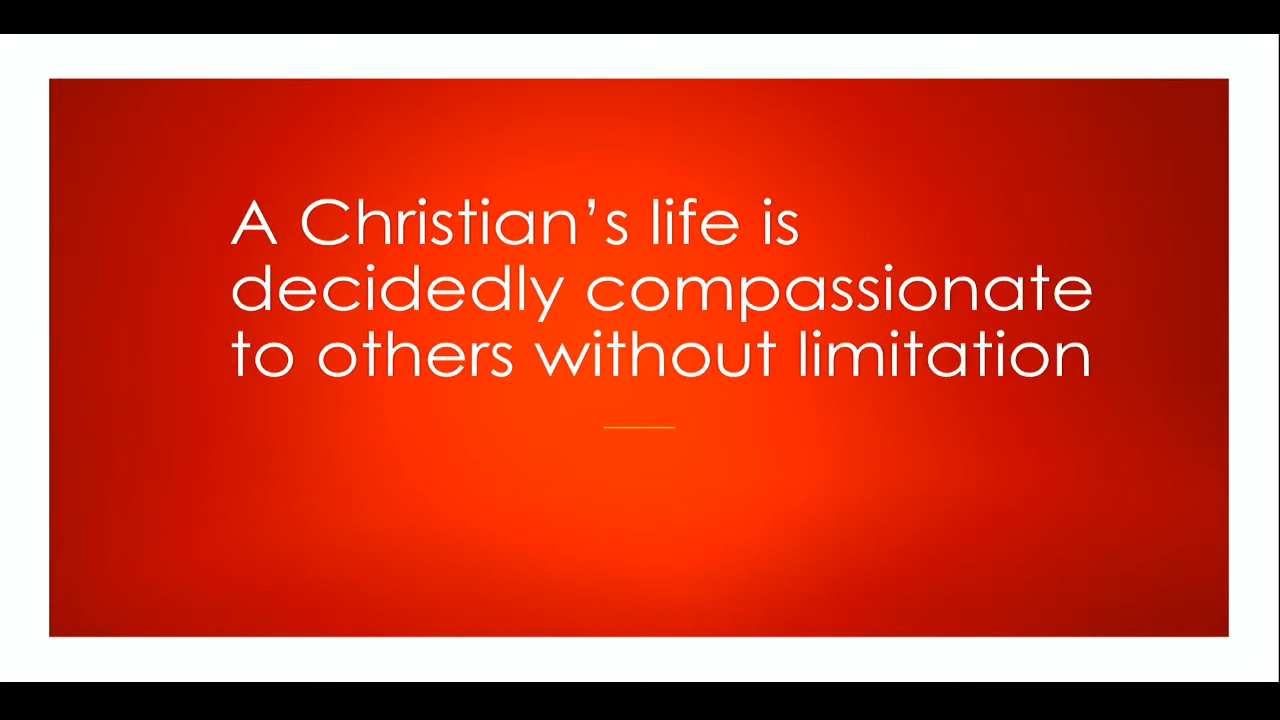 A Christian’s life is
decidedly compassionate
to others without limitation